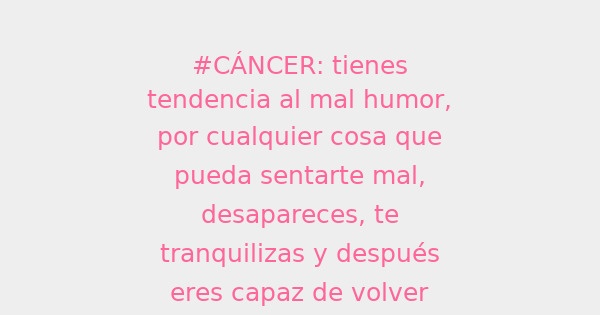 #CÁNCER: tienes
tendencia al mal humor,
por cualquier cosa que
pueda sentarte mal,
desapareces, te
tranquilizas y después
eres capaz de volver